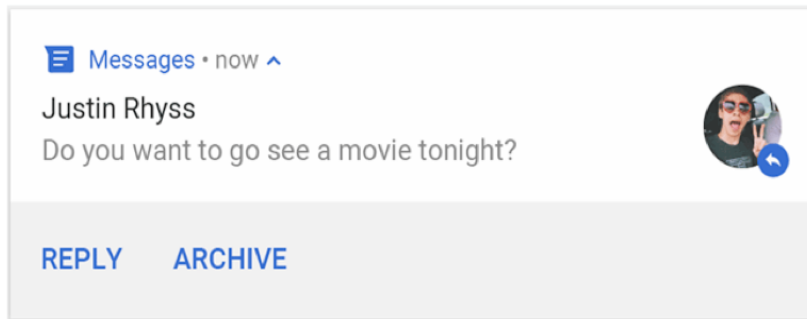 Messages • now
Justin Rhyss
Do you want to go see a movie tonight?
REPLY ARCHIVE